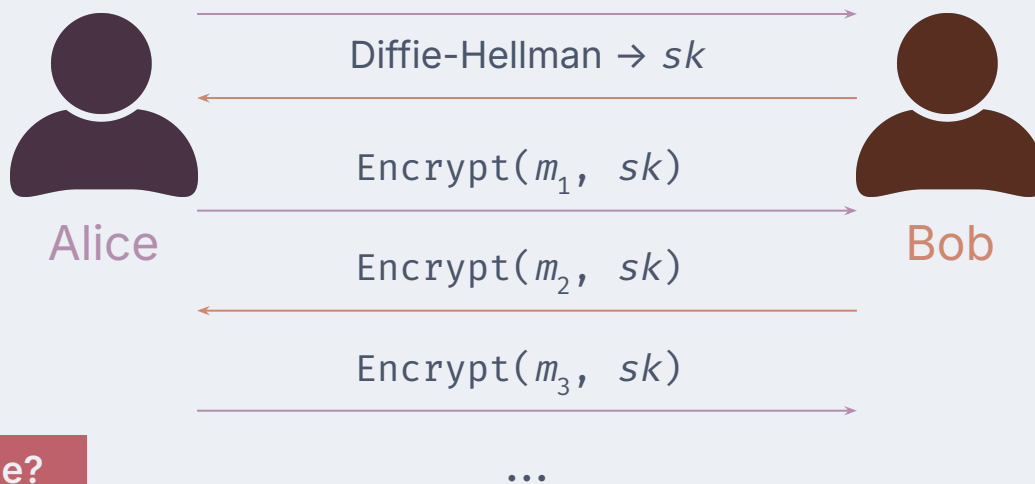 Diffie-Hellman → sk
Encrypt(m₁, sk)
Alice
Bob
Encrypt(m₂, sk)
Encrypt(m₃, sk)
e?
...